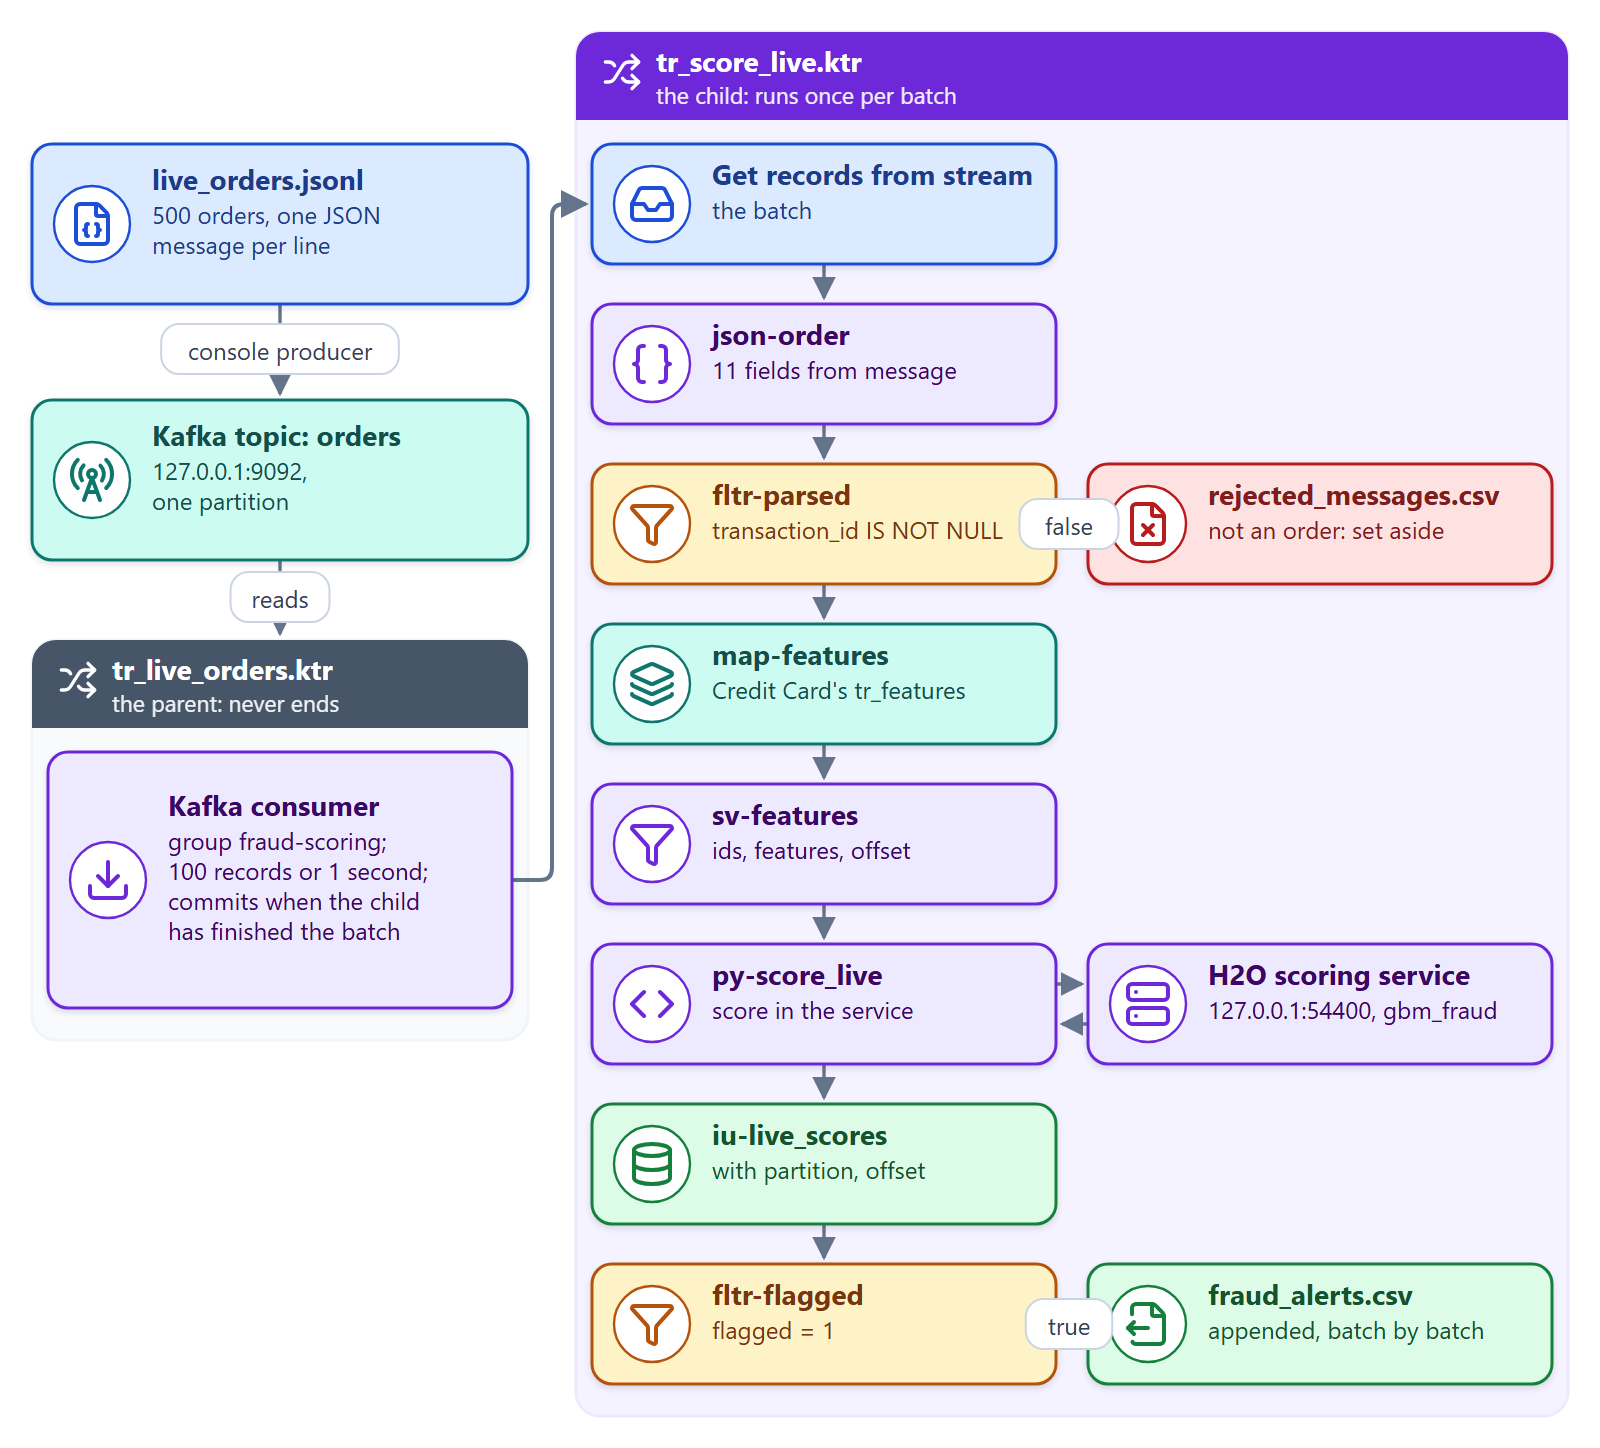 live_orders.jsonl
500 orders, one JSON
message per line
console producer
Kafka topic: orders
127.0.0.1:9092,
one partition
reads
tr_live_orders.ktr
the parent: never ends
Kafka consumer
group fraud-scoring;
100 records or 1 second;
commits when the child
has finished the batch
tr_score_live.ktr
the child: runs once per batch
Get records from stream
the batch
json-order
11 fields from message
fltr-parsed
transaction_id IS NOT NULL
false
rejected_messages.csv
not an order: set aside
map-features
Credit Card's tr_features
sv-features
ids, features, offset
py-score_live
score in the service
H2O scoring service
127.0.0.1:54400, gbm_fraud
iu-live_scores
with partition, offset
fltr-flagged
flagged = 1
true
fraud_alerts.csv
appended, batch by batch